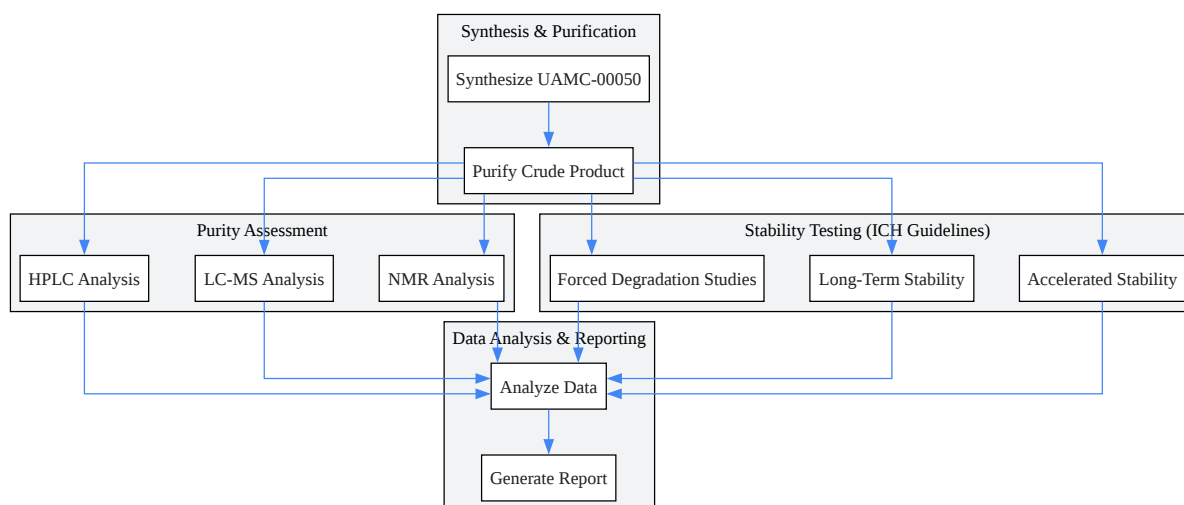 Synthesis & Purification
Synthesize UAMC-00050
Purify Crude Product
Purity Assessment
HPLC Analysis
LC-MS Analysis
NMR Analysis
Stability Testing (ICH Guidelines)
Forced Degradation Studies
Long-Term Stability
Accelerated Stability
Data Analysis & Reporting
Analyze Data
Generate Report